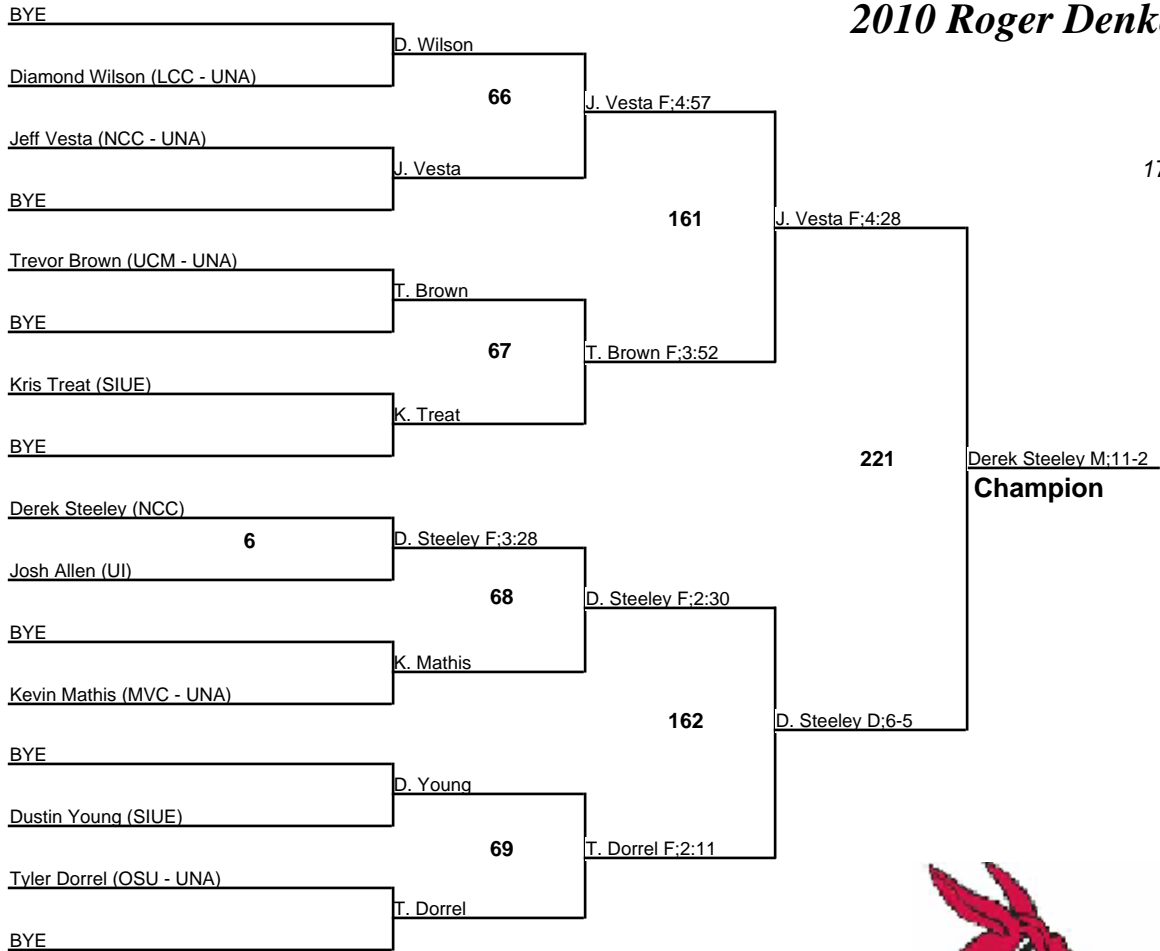 BYE
2010 Roger Denk
D. Wilson
Diamond Wilson (LCC - UNA)
66
J. Vesta F;4:57
Jeff Vesta (NCC - UNA)
J. Vesta
17
BYE
161
J. Vesta F;4:28
Trevor Brown (UCM - UNA)
T. Brown
BYE
67
T. Brown F;3:52
Kris Treat (SIUE)
K. Treat
BYE
221
Derek Steeley M;11-2
Champion
Derek Steeley (NCC)
6
D. Steeley F;3:28
Josh Allen (UI)
68
D. Steeley F;2:30
BYE
K. Mathis
Kevin Mathis (MVC - UNA)
162
D. Steeley D;6-5
BYE
D. Young
Dustin Young (SIUE)
69
T. Dorrel F;2:11
Tyler Dorrel (OSU - UNA)
T. Dorrel
BYE